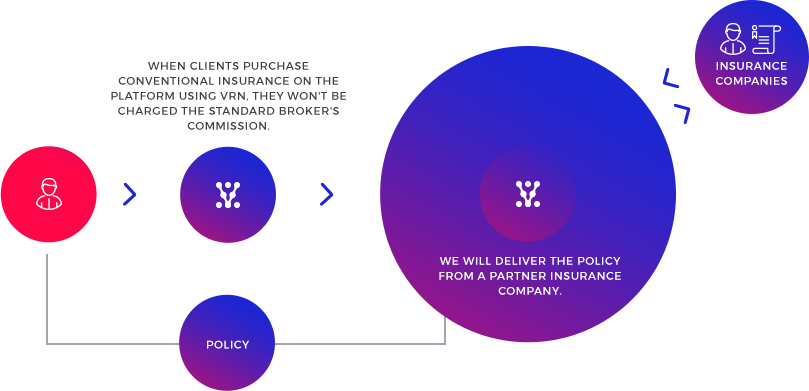 WHEN CLIENTS PURCHASE
CONVENTIONAL INSURANCE ON THE
PLATFORM USING VRN, THEY WON'T BE
CHARGED THE STANDARD BROKER'S
COMMISSION.
INSURANCE
COMPANIES
WE WILL DELIVER THE POLICY
FROM A PARTNER INSURANCE
COMPANY.
POLICY